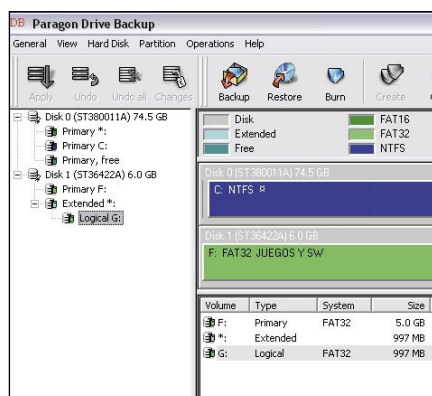 DB Paragon Drive Backup
General View Hard Disk Partition Operations Help
Apply Undo Undo all Changes Backup Restore Burn Create
Disk 0 (ST380011A) 74.5 GB
Primary *:
Primary C:
Primary, free
Disk 1 (ST36422A) 6.0 GB
Primary F:
Extended *:
Logical G:
Disk FAT16
Extended FAT32
Free NTFS
Disk 0 (ST380011A) 74.5 GB
C: NTFS ¤
Disk 1 (ST36422A) 6.0 GB
F: FAT32 JUEGOS Y SW
Volume Type System Size
F: Primary FAT32 5.0 GB
*: Extended 997 MB
G: Logical FAT32 997 MB